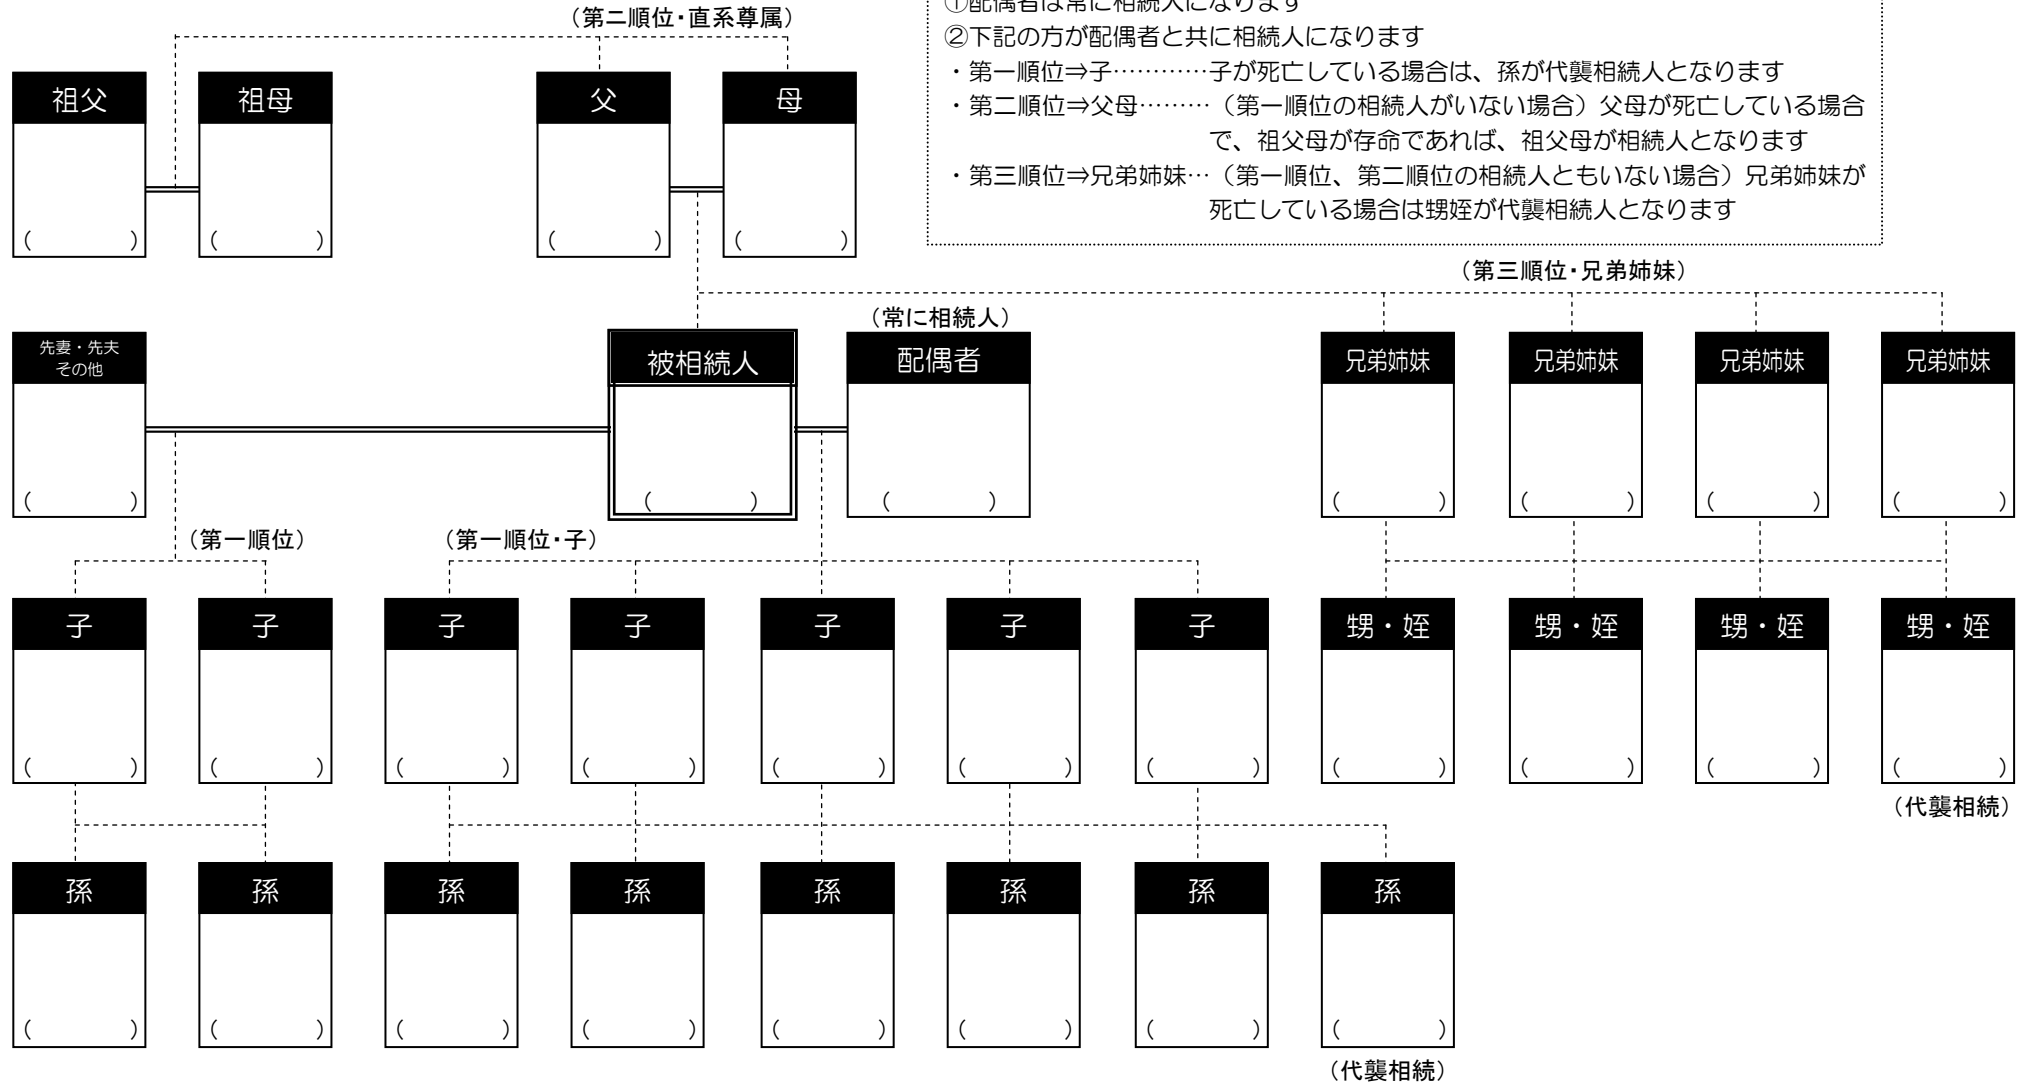 （第二順位・直系尊属）
①配偶者は常に相続人になります
②下記の方が配偶者と共に相続人になります
・第一順位⇒子…………子が死亡している場合は、孫が代襲相続人となります
・第二順位⇒父母………（第一順位の相続人がいない場合）父母が死亡している場合
で、祖父母が存命であれば、祖父母が相続人となります
・第三順位⇒兄弟姉妹…（第一順位、第二順位の相続人ともいない場合）兄弟姉妹が
死亡している場合は甥姪が代襲相続人となります
祖父 祖母 父 母
（　　　） （　　　） （　　　） （　　　）
（第三順位・兄弟姉妹）
（常に相続人）
先妻・先夫
その他
被相続人 配偶者 兄弟姉妹 兄弟姉妹 兄弟姉妹 兄弟姉妹
（　　　） （　　　） （　　　） （　　　） （　　　） （　　　） （　　　）
（第一順位） （第一順位・子）
子 子 子 子 子 子 子 甥・姪 甥・姪 甥・姪 甥・姪
（　　　） （　　　） （　　　） （　　　） （　　　） （　　　） （　　　） （　　　） （　　　） （　　　） （　　　）
（代襲相続）
孫 孫 孫 孫 孫 孫 孫 孫
（　　　） （　　　） （　　　） （　　　） （　　　） （　　　） （　　　） （　　　）
（代襲相続）